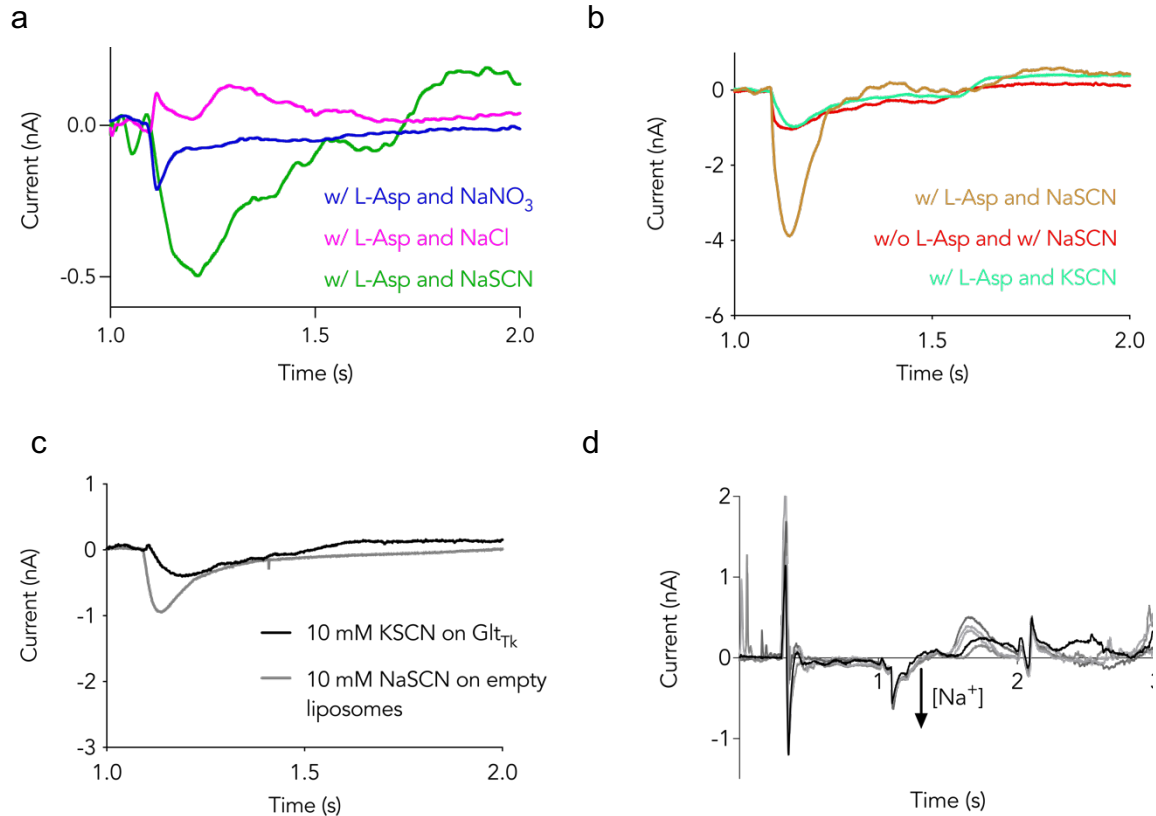 a
0.0
-0.5
Current (nA)
w/ L-Asp and NaNO₃
w/ L-Asp and NaCl
w/ L-Asp and NaSCN
1.0
1.5
2.0
Time (s)
b
0
-2
-4
-6
Current (nA)
w/ L-Asp and NaSCN
w/o L-Asp and w/ NaSCN
w/ L-Asp and KSCN
1.0
1.5
2.0
Time (s)
c
1
0
-1
-2
-3
Current (nA)
10 mM KSCN on Glt_Tk
10 mM NaSCN on empty
liposomes
1.0
1.5
2.0
Time (s)
d
2
1
0
-1
Current (nA)
1
2
3
[Na⁺]
Time (s)